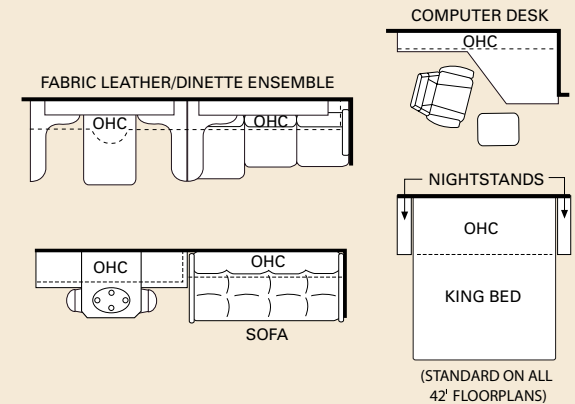 COMPUTER DESK
OHC
FABRIC LEATHER/DINETTE ENSEMBLE
OHC
OHC
NIGHTSTANDS
OHC
KING BED
(STANDARD ON ALL
42' FLOORPLANS)
OHC
OHC
SOFA